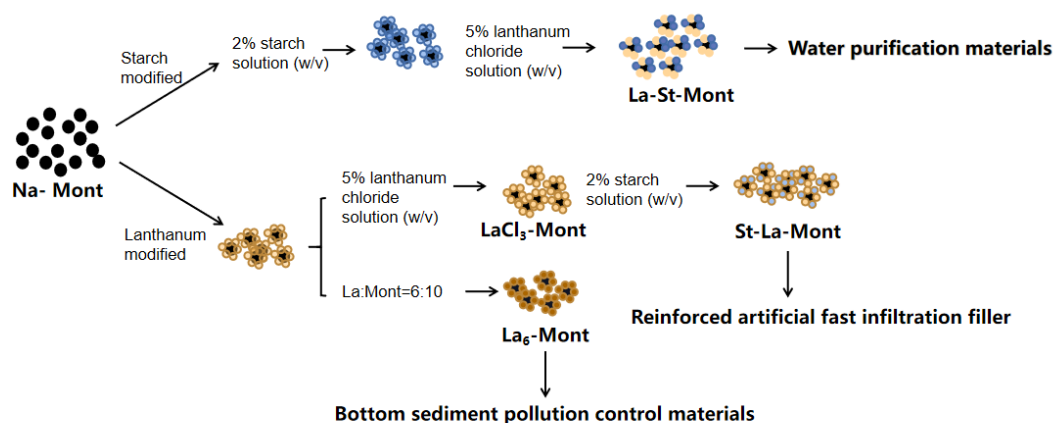 Starch
modified
2% starch
solution (w/v)
5% lanthanum
chloride
solution (w/v)
La-St-Mont
Water purification materials
Na- Mont
Lanthanum
modified
5% lanthanum
chloride
solution (w/v)
LaCl₃-Mont
2% starch
solution (w/v)
St-La-Mont
Reinforced artificial fast infiltration filler
La:Mont=6:10
La₆-Mont
Bottom sediment pollution control materials